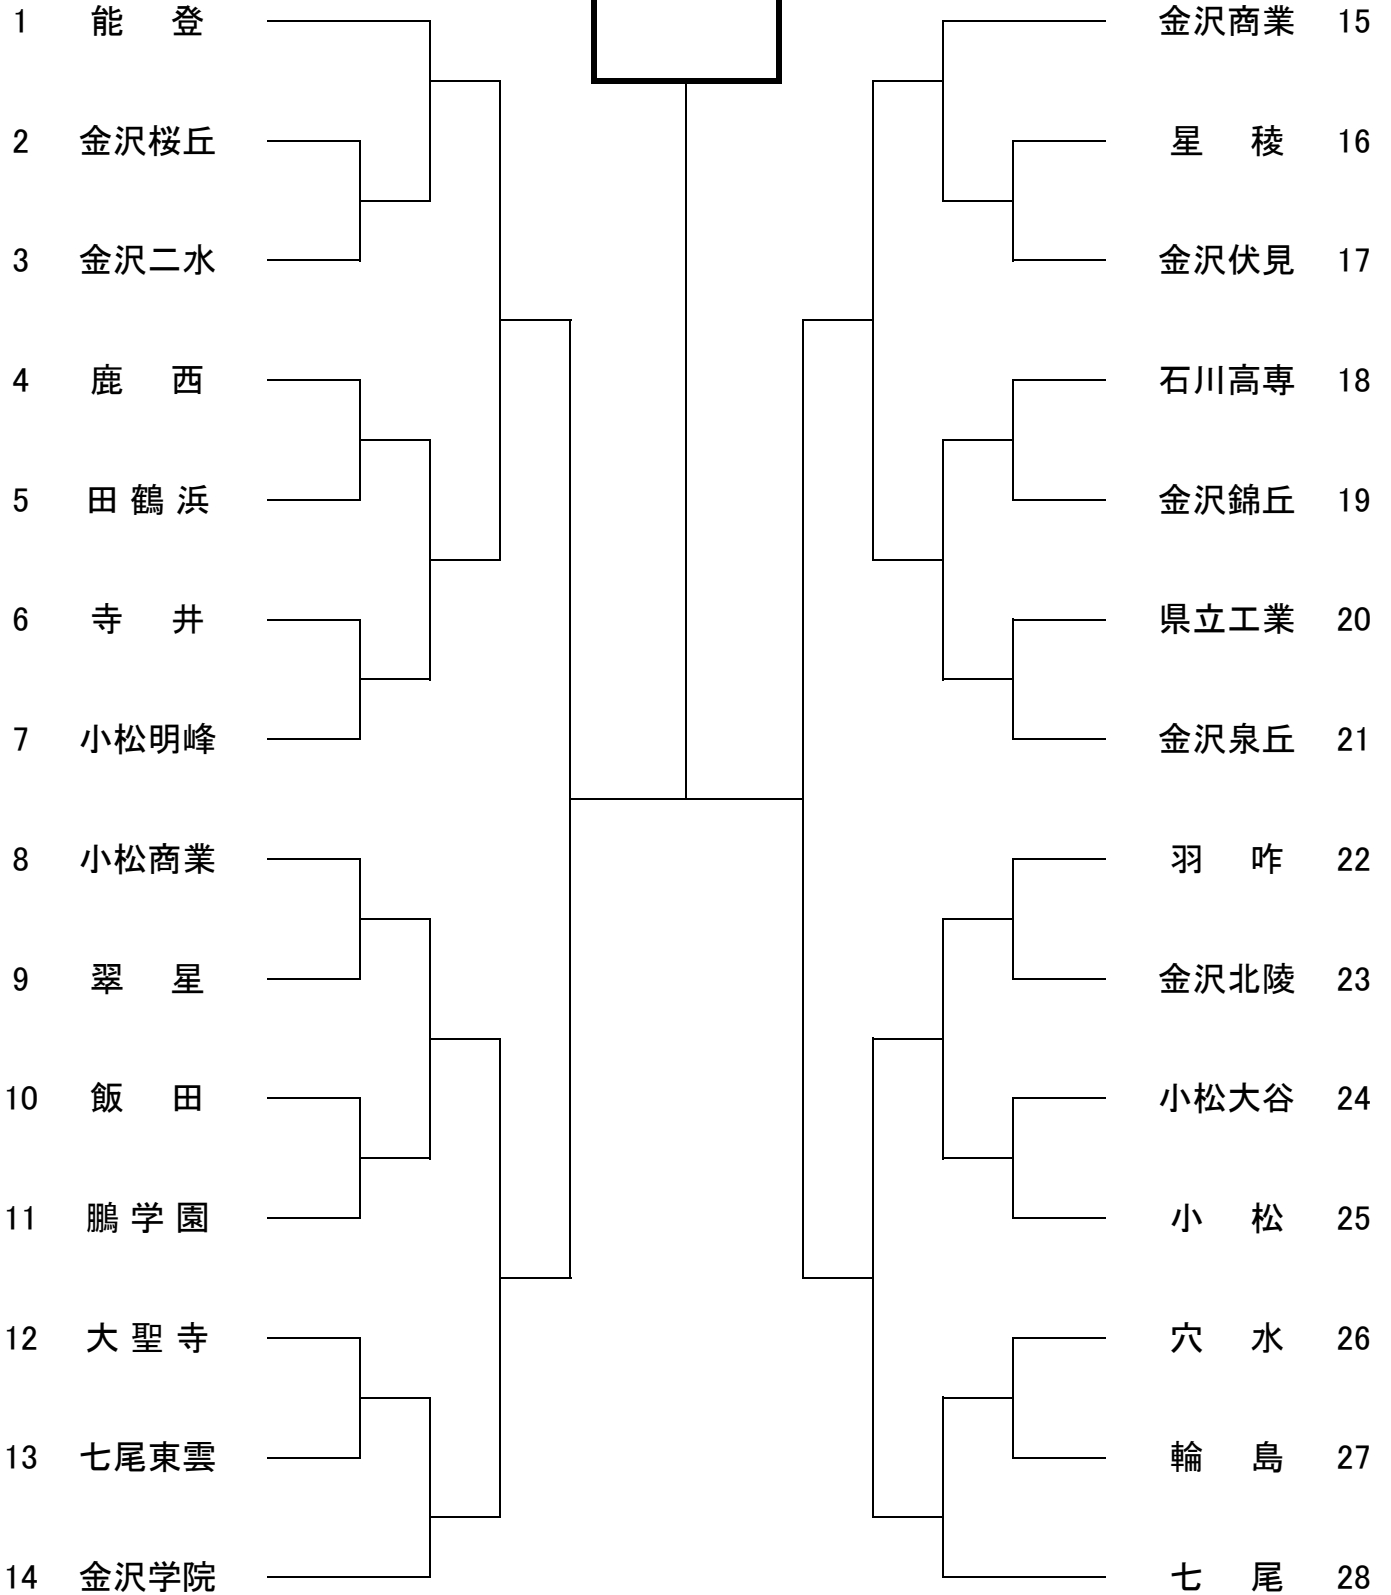 1 能 登
2 金沢桜丘
3 金沢二水
4 鹿 西
5 田 鶴 浜
6 寺 井
7 小松明峰
8 小松商業
9 翠 星
10 飯 田
11 鵬 学 園
12 大 聖 寺
13 七尾東雲
14 金沢学院
金沢商業 15
星 稜 16
金沢伏見 17
石川高専 18
金沢錦丘 19
県立工業 20
金沢泉丘 21
羽 咋 22
金沢北陵 23
小松大谷 24
小 松 25
穴 水 26
輪 島 27
七 尾 28